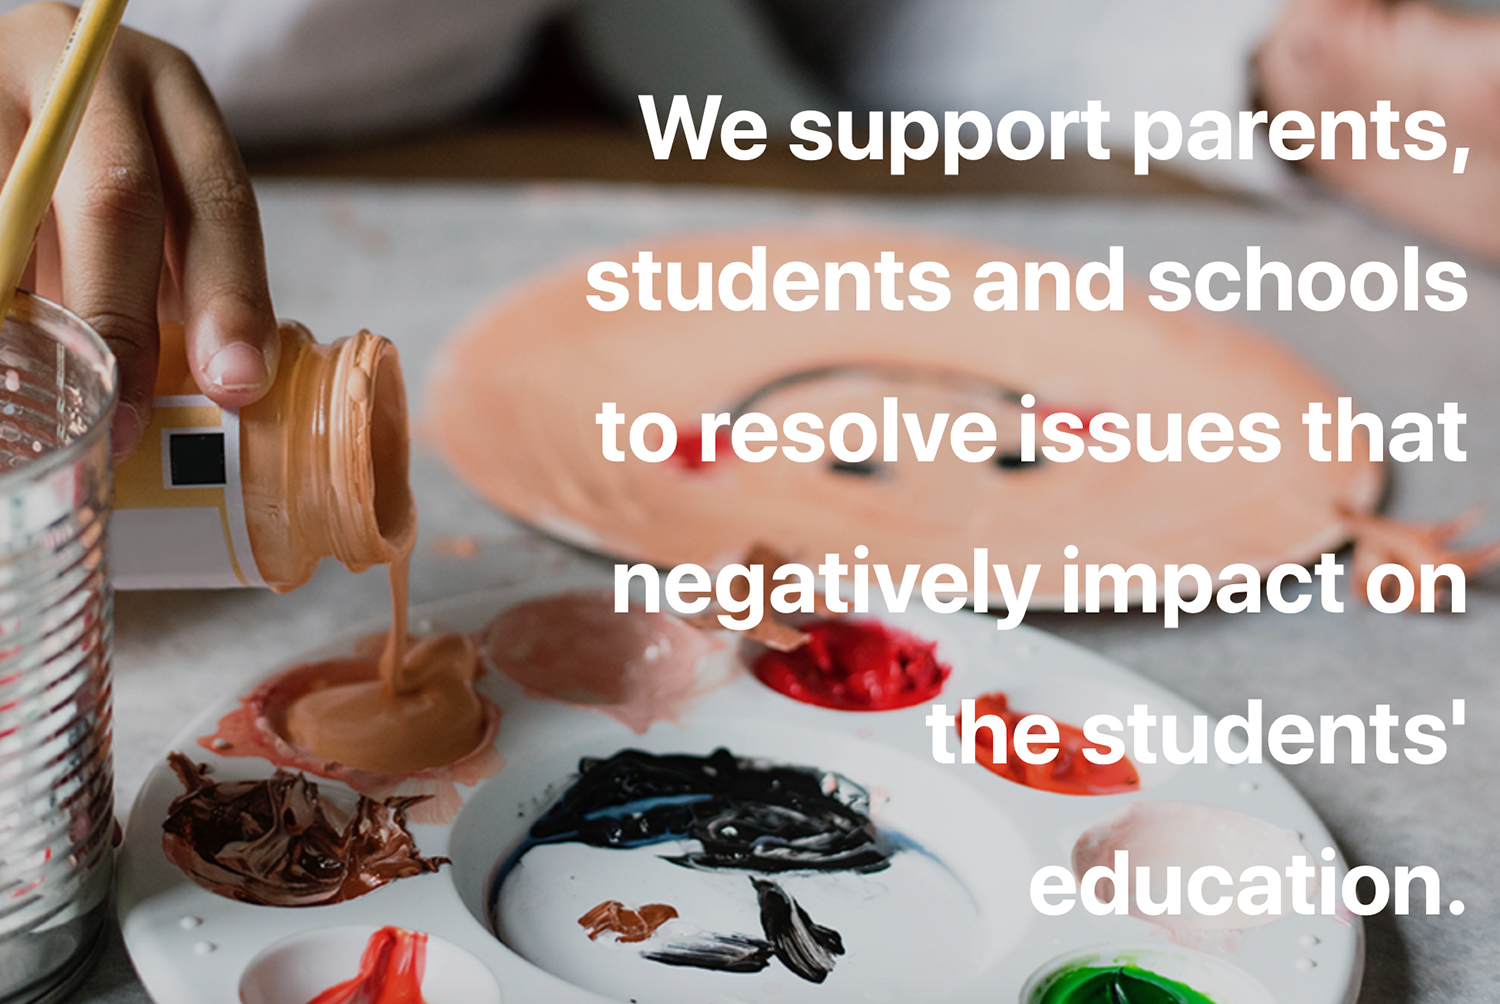 We support parents,
students and schools
to resolve issues that
negatively impact on
the students'
education.